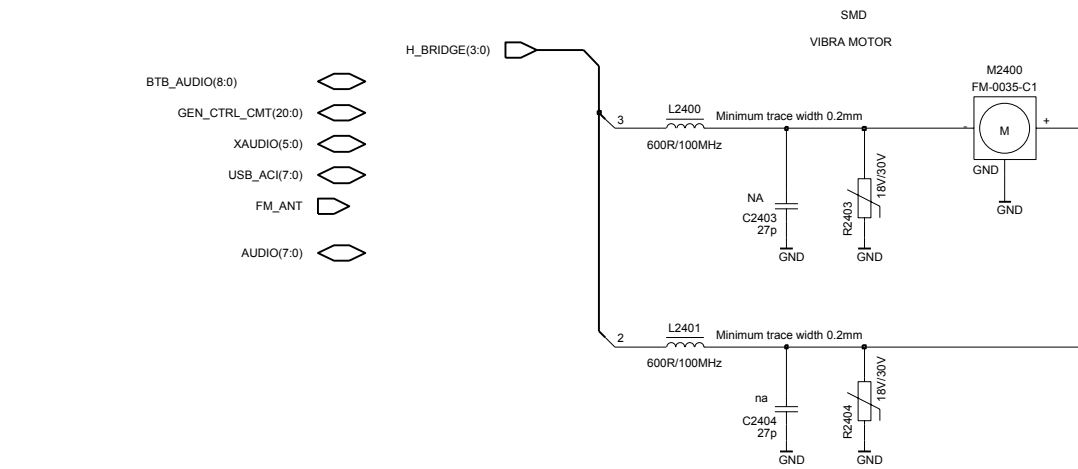 SMD
VIBRA MOTOR
H_BRIDGE(3:0)
BTB_AUDIO(8:0)
GEN_CTRL_CMT(20:0)
XAUDIO(5:0)
USB_ACI(7:0)
FM_ANT
AUDIO(7:0)
M2400
FM-0035-C1
3
L2400
Minimum trace width 0.2mm
600R/100MHz
-
M
+
GND
GND
NA
C2403
27p
GND
R2403
18V/30V
GND
2
L2401
Minimum trace width 0.2mm
600R/100MHz
na
C2404
27p
GND
R2404
18V/30V
GND